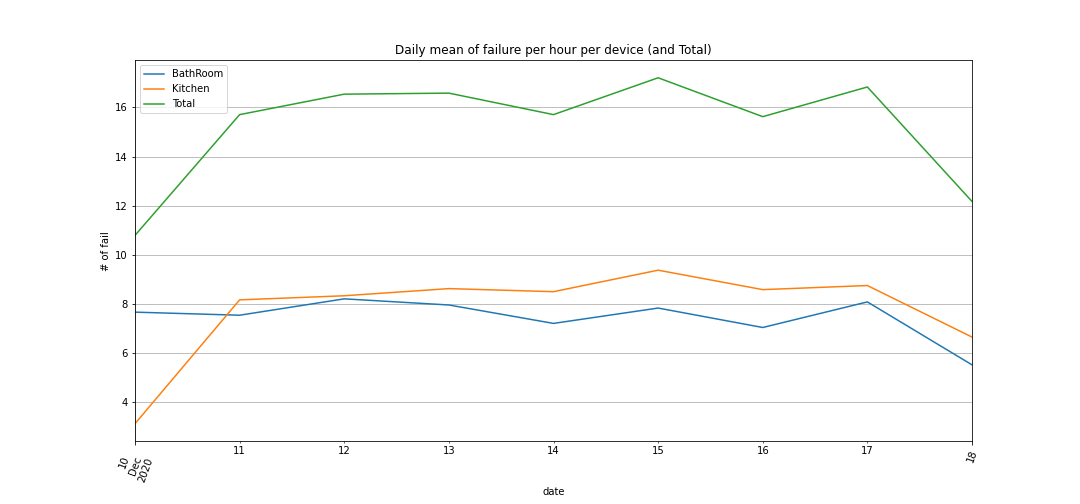 Daily mean of failure per hour per device (and Total)
BathRoom
Kitchen
Total
16
14
12
10
8
6
4
# of fail
10
Dec
2020
11
12
13
14
15
16
17
18
date